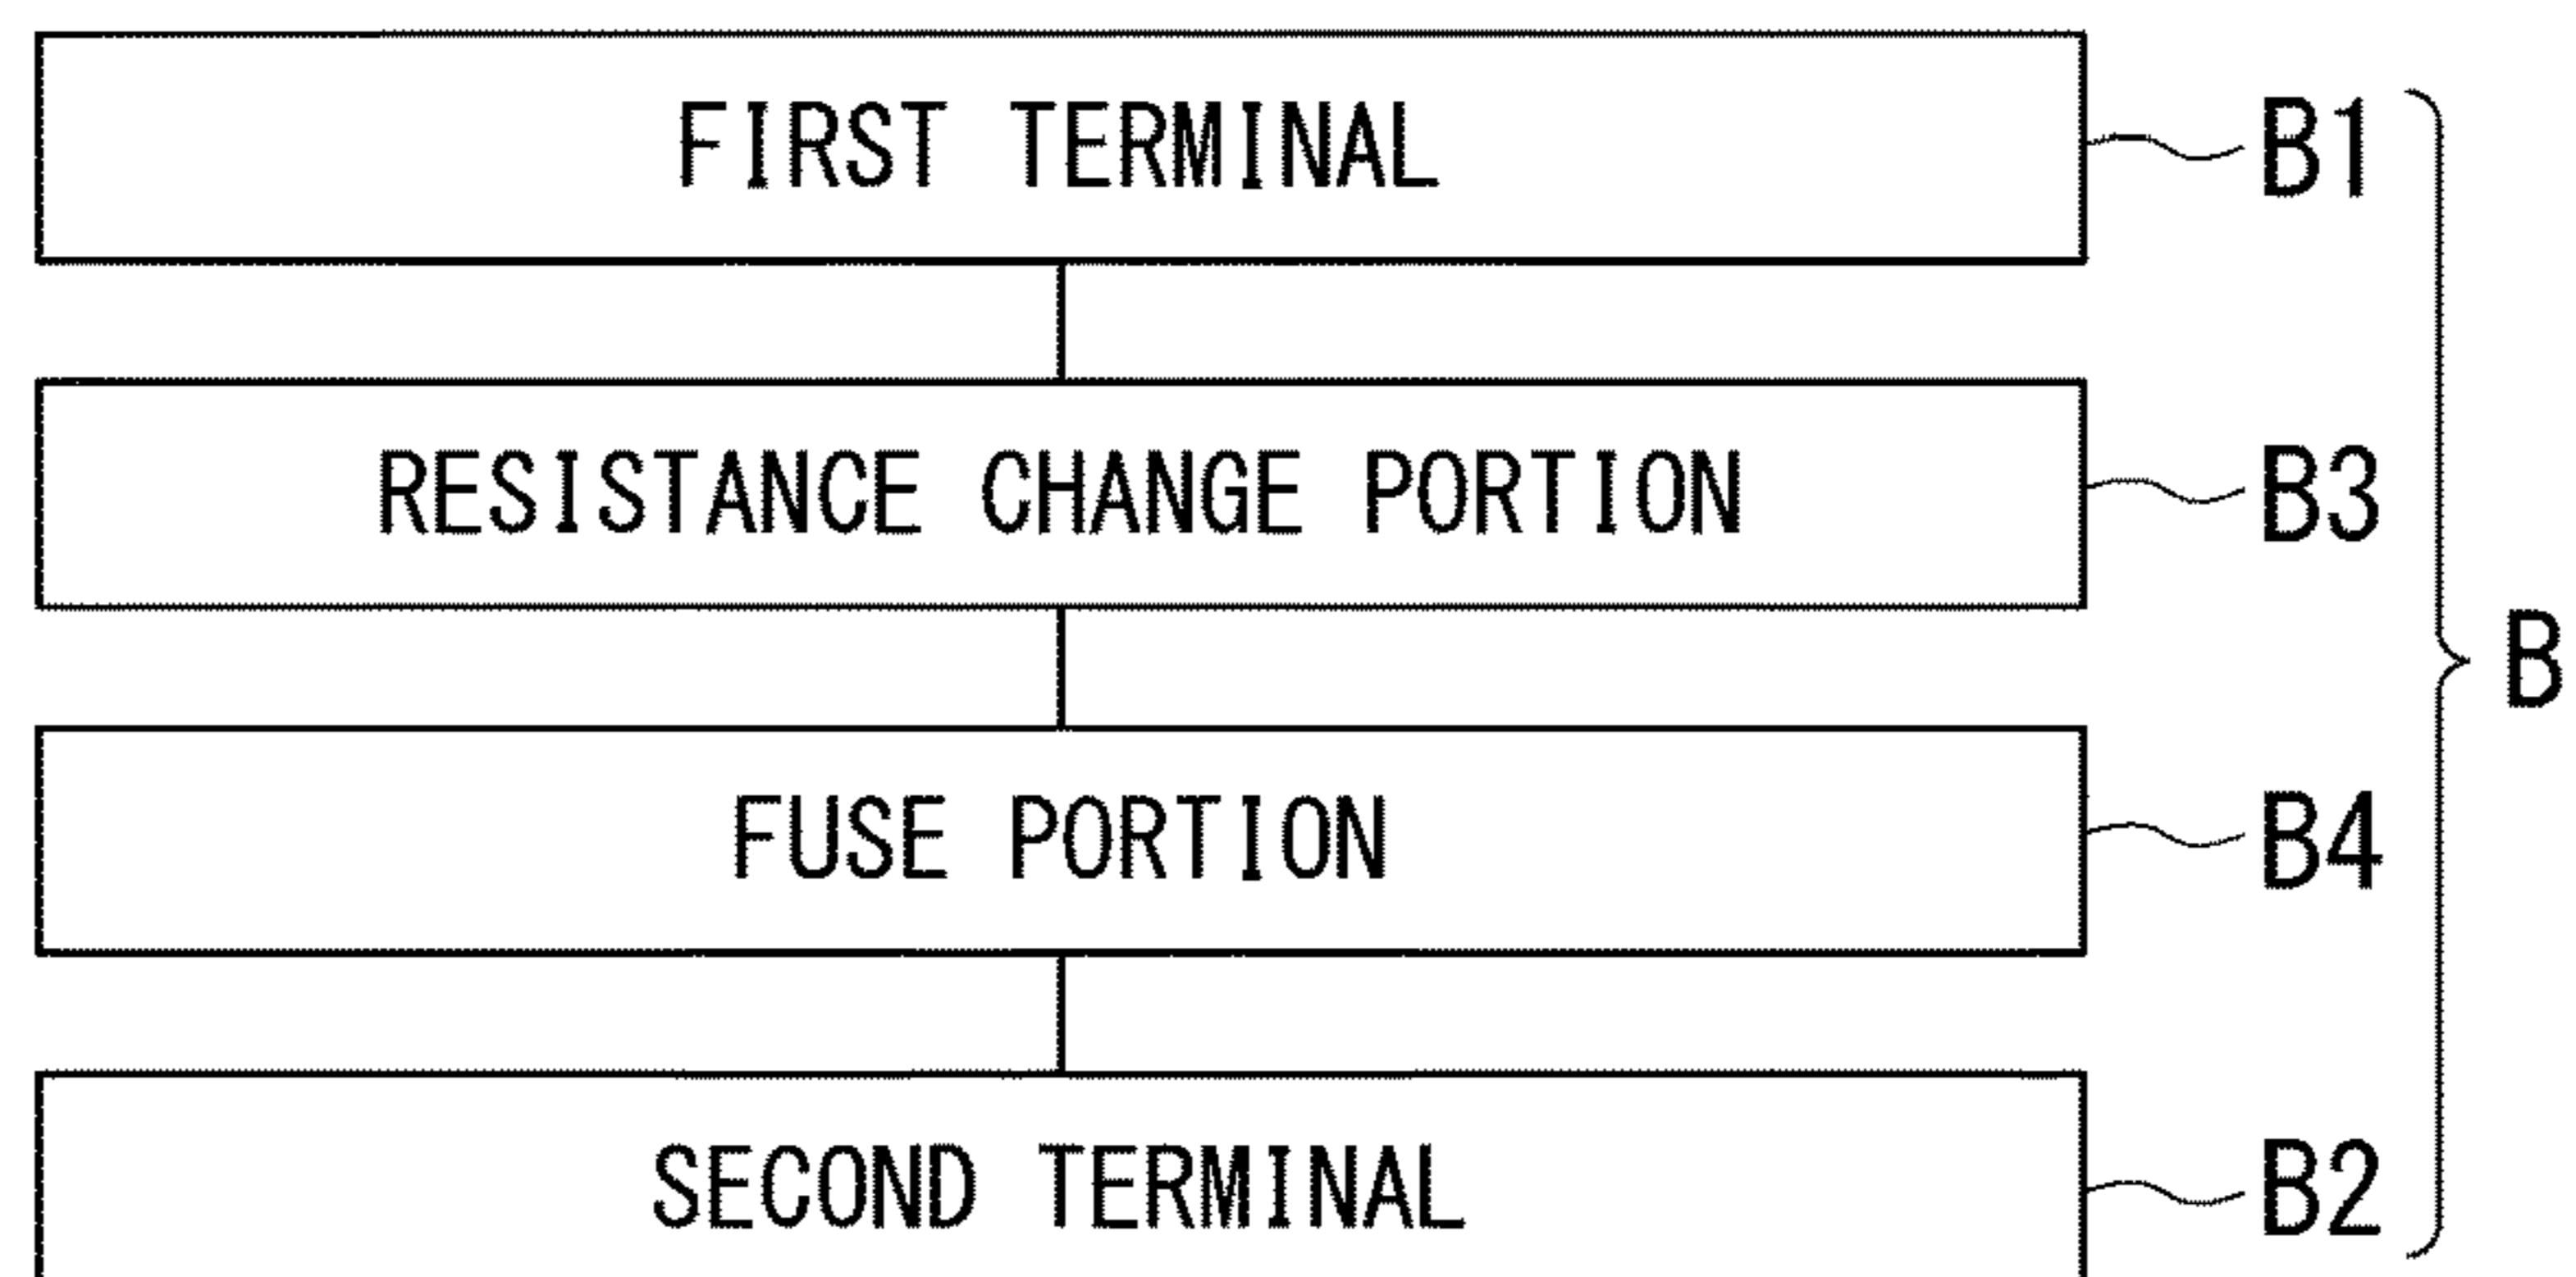 FIRST TERMINAL B1
RESISTANCE CHANGE PORTION B3
B
FUSE PORTION B4
SECOND TERMINAL B2